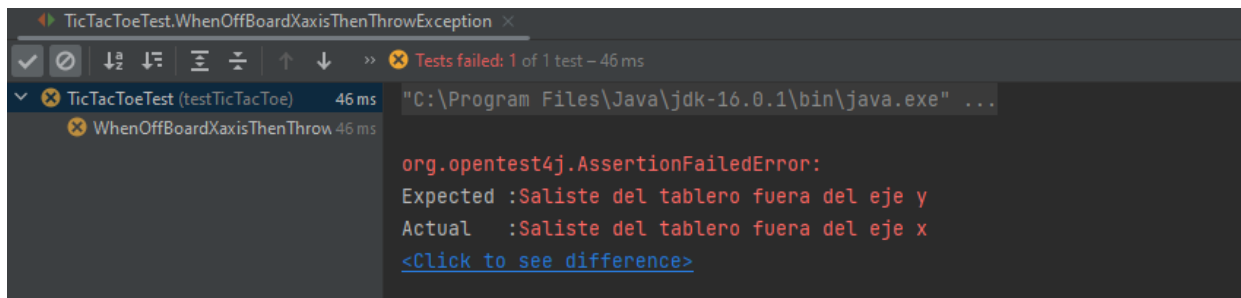 TicTacToeTest.WhenOffBoardXaxisThenThrowException ×
» Tests failed: 1 of 1 test – 46 ms
TicTacToeTest (testTicTacToe) 46 ms
"C:\Program Files\Java\jdk-16.0.1\bin\java.exe" ...
WhenOffBoardXaxisThenThrow 46 ms
org.opentest4j.AssertionFailedError:
Expected :Saliste del tablero fuera del eje y
Actual :Saliste del tablero fuera del eje x
<Click to see difference>